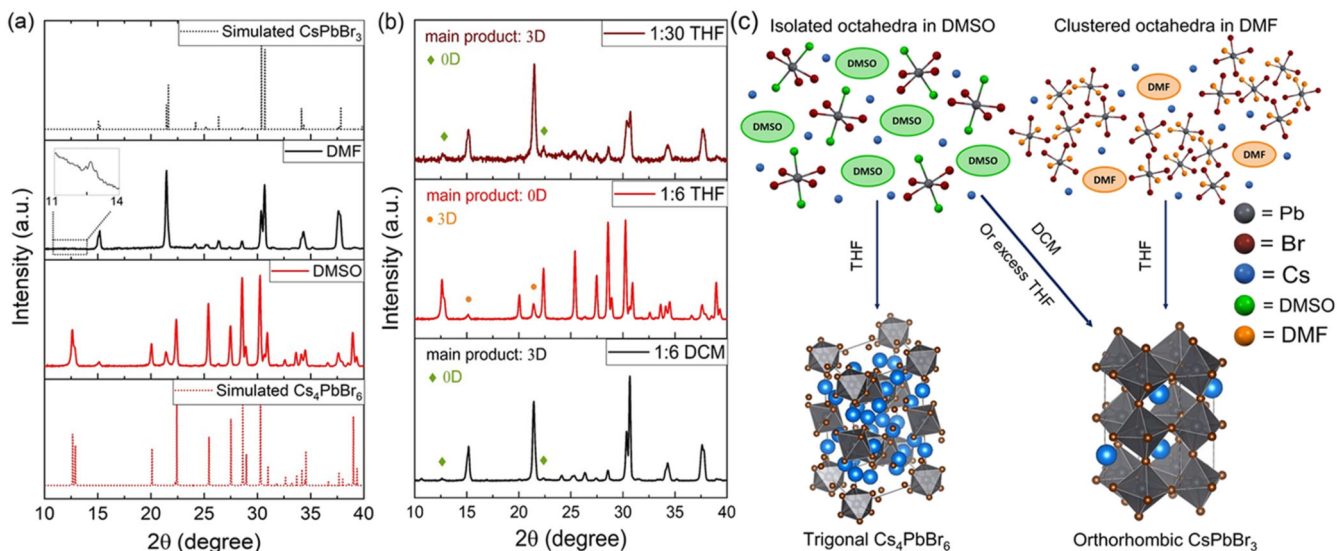 (a)
Simulated CsPbBr₃
DMF
11
14
DMSO
Simulated Cs₄PbBr₆
Intensity (a.u.)
10 15 20 25 30 35 40
2θ (degree)
(b)
main product: 3D
1:30 THF
0D
main product: 0D
1:6 THF
3D
main product: 3D
1:6 DCM
0D
Intensity (a.u.)
10 15 20 25 30 35 40
2θ (degree)
(c)
Isolated octahedra in DMSO
Clustered octahedra in DMF
DMSO
DMSO
DMSO
DMSO
DMSO
DMF
DMF
DMF
= Pb
= Br
= Cs
= DMSO
= DMF
THF
DCM
Or excess THF
THF
Trigonal Cs₄PbBr₆
Orthorhombic CsPbBr₃